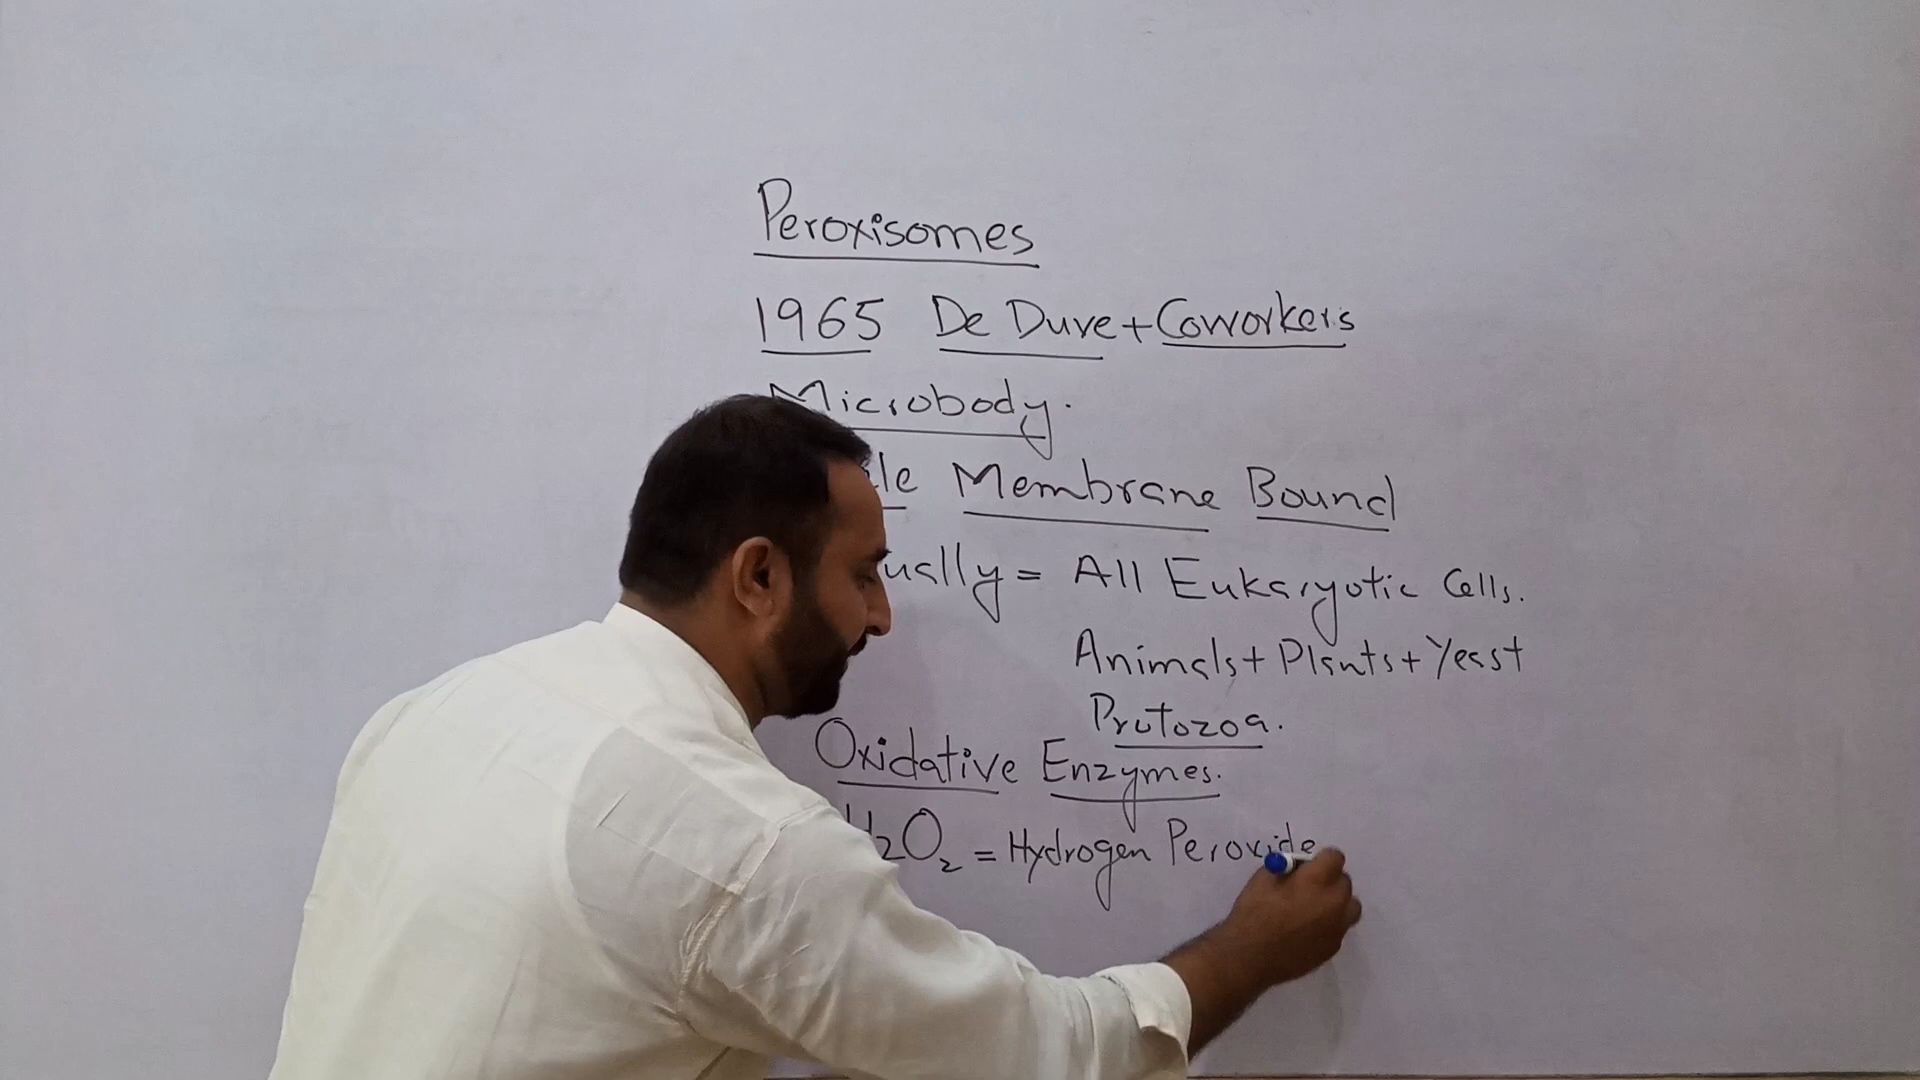 Peroxisomes
1965 De Duve + Coworkers
Microbody.
Membrane Bound
= All Eukaryotic Cells.
Animals + Plants + Yeast
Protozoa.
Oxidative Enzymes.
H2O2 = Hydrogen Peroxide